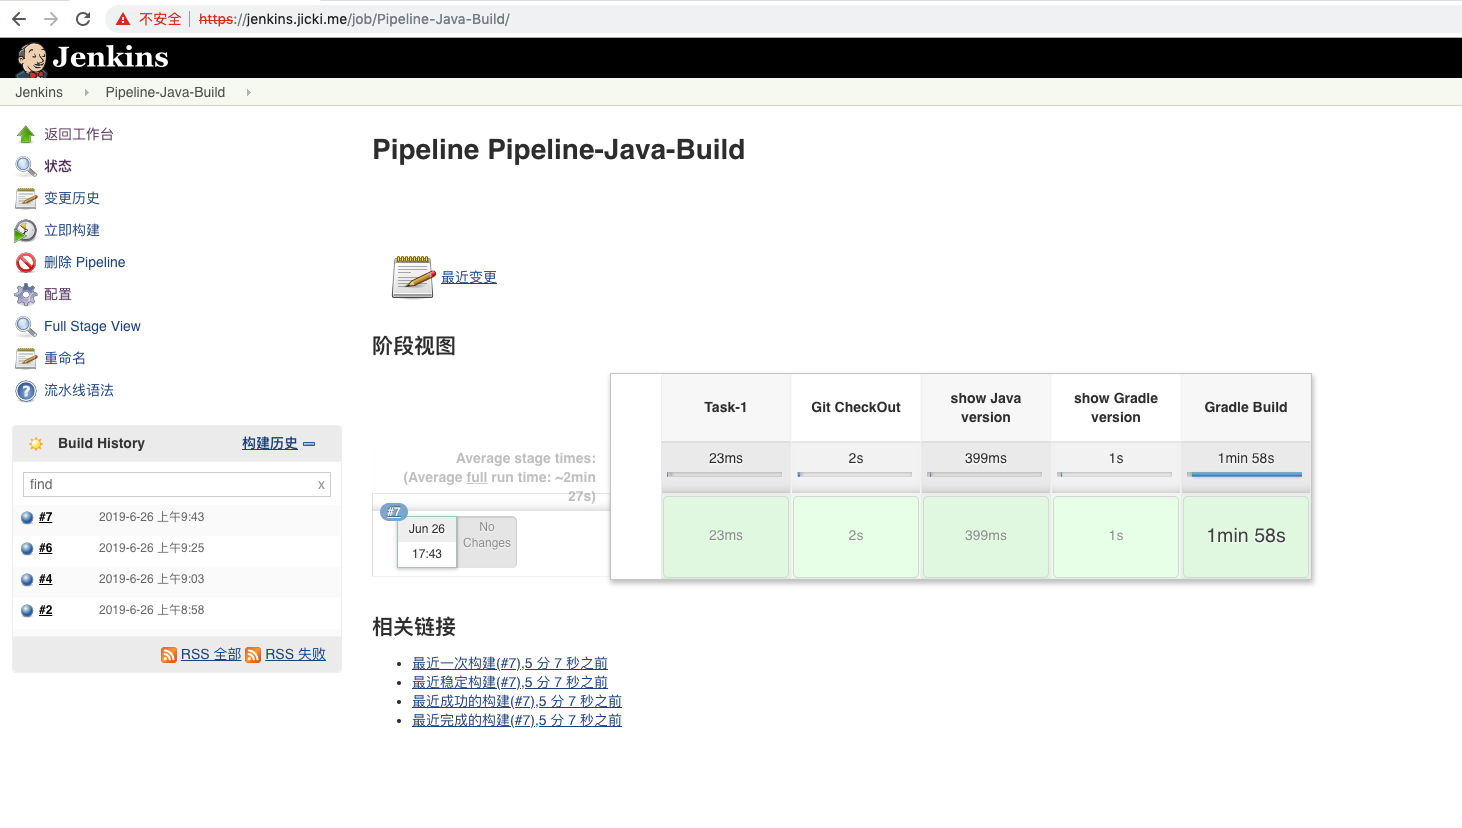 不安全 https://jenkins.jicki.me/job/Pipeline-Java-Build/
Jenkins
Jenkins Pipeline-Java-Build
返回工作台
状态
变更历史
立即构建
删除 Pipeline
配置
Full Stage View
重命名
流水线语法
Build History 构建历史
find x
#7 2019-6-26 上午9:43
#6 2019-6-26 上午9:25
#4 2019-6-26 上午9:03
#2 2019-6-26 上午8:58
RSS 全部 RSS 失败
Pipeline Pipeline-Java-Build
最近变更
阶段视图
Task-1
Git CheckOut
show Java
version
show Gradle
version
Gradle Build
Average stage times:
(Average full run time: ~2min
27s)
23ms 2s 399ms 1s 1min 58s
#7
Jun 26
17:43
No
Changes
23ms 2s 399ms 1s 1min 58s
相关链接
最近一次构建(#7),5 分 7 秒之前
最近稳定构建(#7),5 分 7 秒之前
最近成功的构建(#7),5 分 7 秒之前
最近完成的构建(#7),5 分 7 秒之前